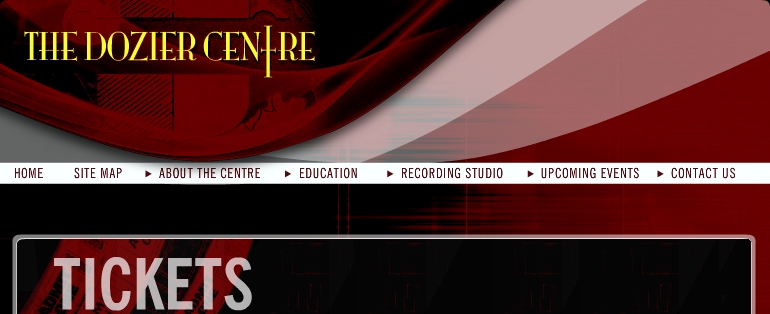 THE DOZIER CENTRE
HOME SITE MAP ABOUT THE CENTRE EDUCATION RECORDING STUDIO UPCOMING EVENTS CONTACT US
TICKETS